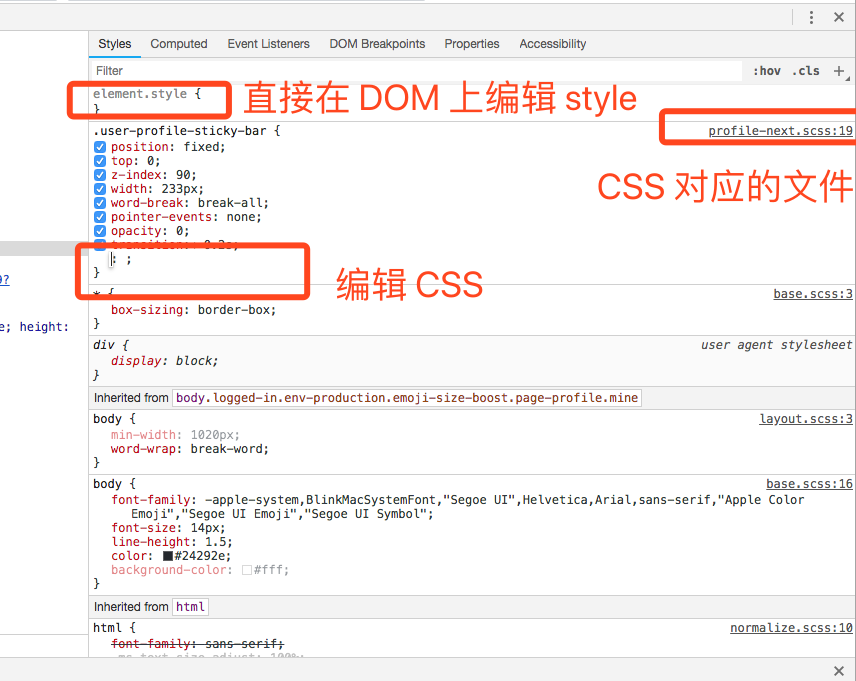 Styles Computed Event Listeners DOM Breakpoints Properties Accessibility
Filter :hov .cls +
element.style {
}
直接在 DOM 上编辑 style
.user-profile-sticky-bar { profile-next.scss:19
position: fixed;
top: 0;
z-index: 90;
width: 233px;
word-break: break-all;
pointer-events: none;
opacity: 0;
transition: 0.2s;
: ;
}
CSS 对应的文件
编辑 CSS
9?
e; height:
* { base.scss:3
box-sizing: border-box;
}
div { user agent stylesheet
display: block;
}
Inherited from body.logged-in.env-production.emoji-size-boost.page-profile.mine
body { layout.scss:3
min-width: 1020px;
word-wrap: break-word;
}
body { base.scss:16
font-family: -apple-system,BlinkMacSystemFont,"Segoe UI",Helvetica,Arial,sans-serif,"Apple Color
Emoji","Segoe UI Emoji","Segoe UI Symbol";
font-size: 14px;
line-height: 1.5;
color: #24292e;
background-color: #fff;
}
Inherited from html
html { normalize.scss:10
font-family: sans-serif;
-ms-text-size-adjust: 100%;